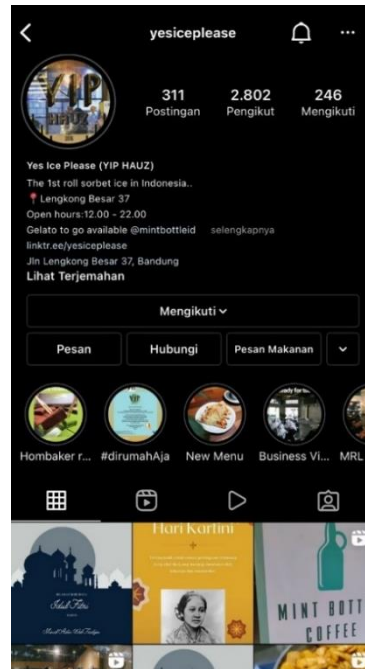 yesiceplease
YIP
HAUZ
311 2.802 246
Postingan Pengikut Mengikuti
Yes Ice Please (YIP HAUZ)
The 1st roll sorbet ice in Indonesia..
Lengkong Besar 37
Open hours:12.00 - 22.00
Gelato to go available @mintbottleid selengkapnya
linktr.ee/yesiceplease
Jln Lengkong Besar 37, Bandung
Lihat Terjemahan
Mengikuti
Pesan Hubungi Pesan Makanan
Hombaker r... #dirumahAja New Menu Business Vi... MRL
Hari Kartini
Idul Fitri
MINT BOTT
COFFEE